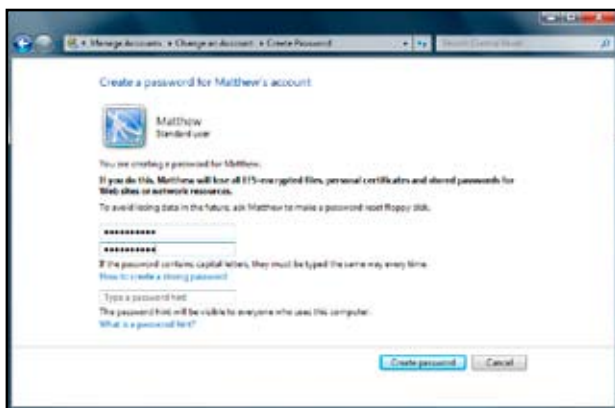 « Manage Accounts ▸ Change an Account ▸ Create Password
Search Control Panel
Create a password for Matthew's account
Matthew
Standard user
You are creating a password for Matthew.
If you do this, Matthew will lose all EFS-encrypted files, personal certificates and stored passwords for
Web sites or network resources.
To avoid losing data in the future, ask Matthew to make a password reset floppy disk.
••••••••••
••••••••••
If the password contains capital letters, they must be typed the same way every time.
How to create a strong password
Type a password hint
The password hint will be visible to everyone who uses this computer.
What is a password hint?
Create password
Cancel